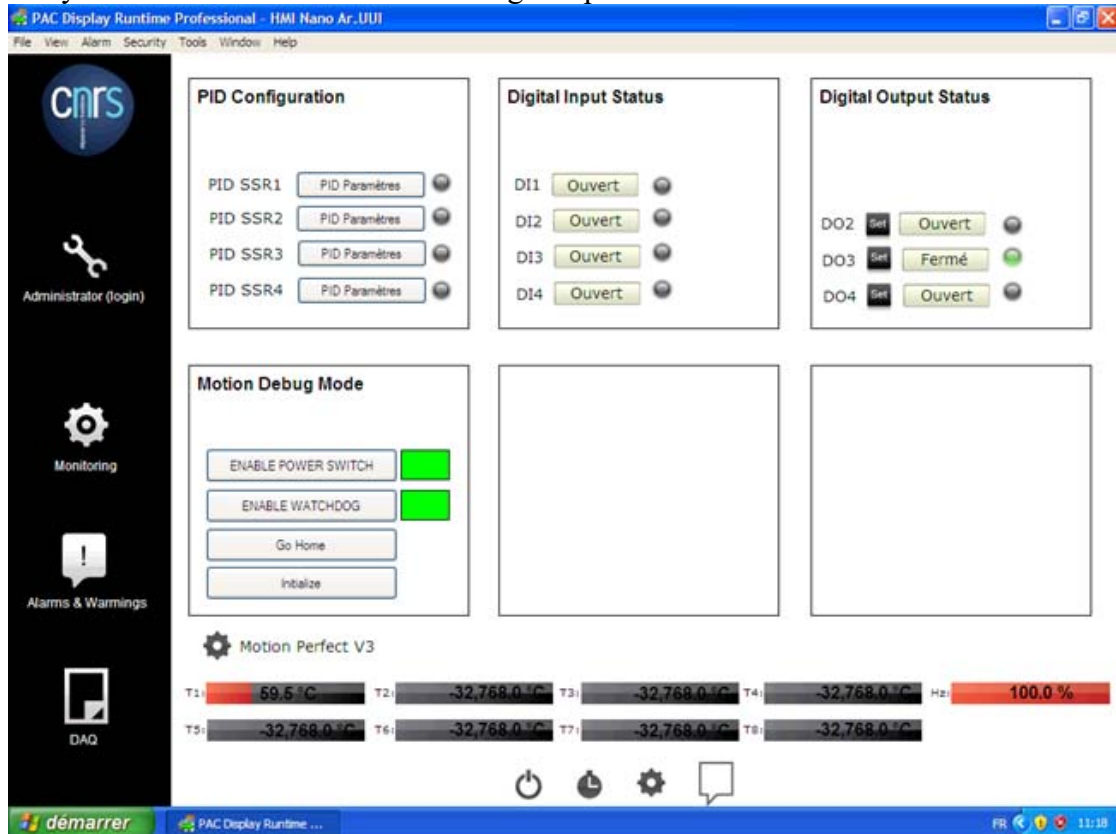 PAC Display Runtime Professional - HMI Nano Ar.UUI
File View Alarm Security Tools Window Help
cnrs
Administrator (login)
Monitoring
!
Alarms & Warmings
DAQ
PID Configuration
PID SSR1 PID Paramètres
PID SSR2 PID Paramètres
PID SSR3 PID Paramètres
PID SSR4 PID Paramètres
Digital Input Status
DI1 Ouvert
DI2 Ouvert
DI3 Ouvert
DI4 Ouvert
Digital Output Status
DO2 Set Ouvert
DO3 Set Fermé
DO4 Set Ouvert
Motion Debug Mode
ENABLE POWER SWITCH
ENABLE WATCHDOG
Go Home
Initialize
Motion Perfect V3
T1: 59.5 °C T2: -32,768.0 °C T3: -32,768.0 °C T4: -32,768.0 °C Hz: 100.0 %
T5: -32,768.0 °C T6: -32,768.0 °C T7: -32,768.0 °C T8: -32,768.0 °C
démarrer PAC Display Runtime ... FR 11:18